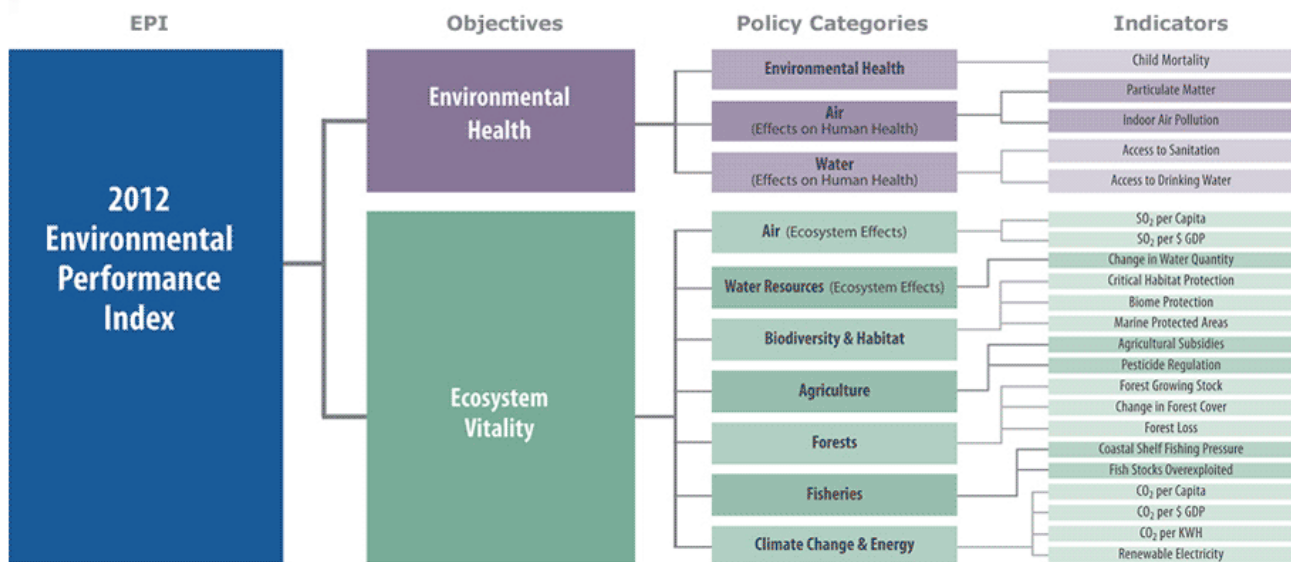 EPI
Objectives
Policy Categories
Indicators
2012
Environmental
Performance
Index
Environmental
Health
Ecosystem
Vitality
Environmental Health
Air
(Effects on Human Health)
Water
(Effects on Human Health)
Air (Ecosystem Effects)
Water Resources (Ecosystem Effects)
Biodiversity & Habitat
Agriculture
Forests
Fisheries
Climate Change & Energy
Child Mortality
Particulate Matter
Indoor Air Pollution
Access to Sanitation
Access to Drinking Water
SO₂ per Capita
SO₂ per $ GDP
Change in Water Quantity
Critical Habitat Protection
Biome Protection
Marine Protected Areas
Agricultural Subsidies
Pesticide Regulation
Forest Growing Stock
Change in Forest Cover
Forest Loss
Coastal Shelf Fishing Pressure
Fish Stocks Overexploited
CO₂ per Capita
CO₂ per $ GDP
CO₂ per KWH
Renewable Electricity